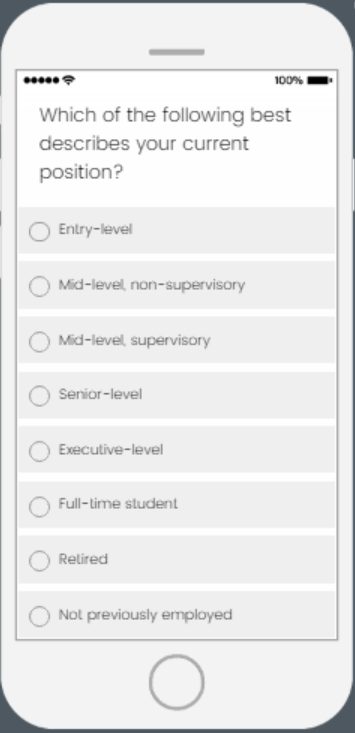 100%
Which of the following best
describes your current
position?
Entry-level
Mid-level, non-supervisory
Mid-level, supervisory
Senior-level
Executive-level
Full-time student
Retired
Not previously employed